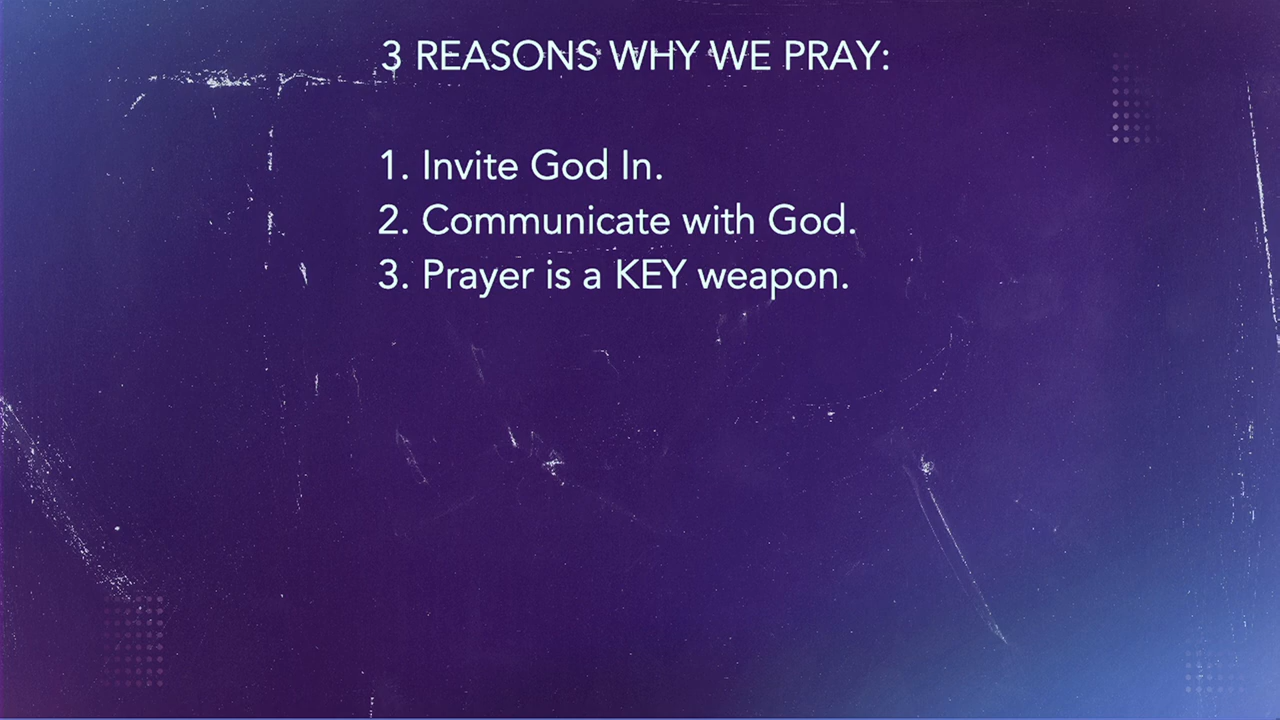 3 REASONS WHY WE PRAY:
1. Invite God In.
2. Communicate with God.
3. Prayer is a KEY weapon.